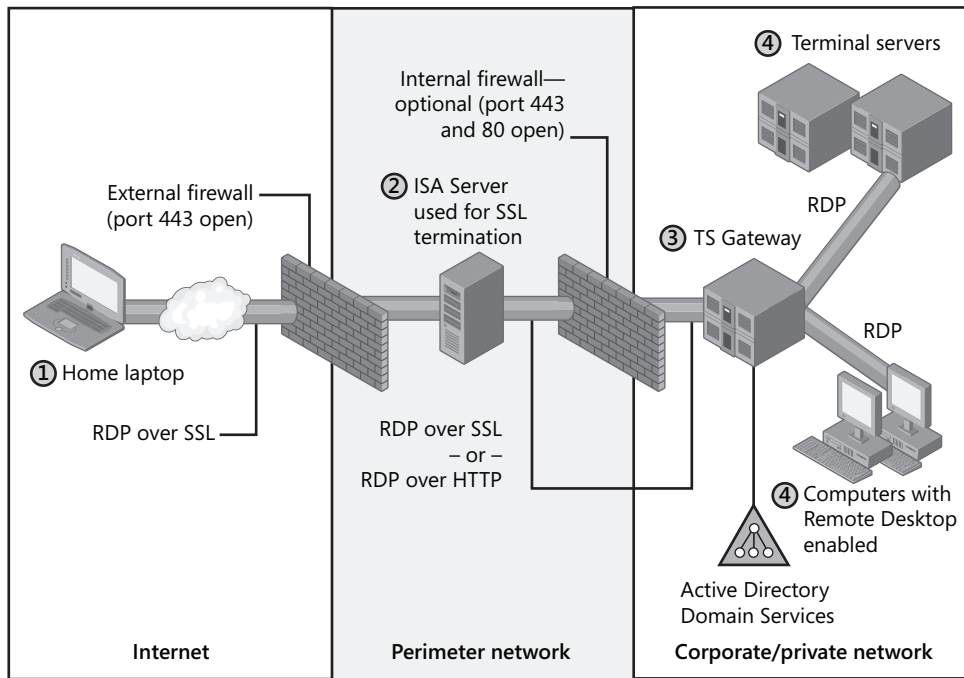 ④ Terminal servers
Internal firewall—
optional (port 443
and 80 open)
External firewall
(port 443 open)
② ISA Server
used for SSL
termination
③ TS Gateway
RDP
RDP
① Home laptop
RDP over SSL
RDP over SSL
– or –
RDP over HTTP
④ Computers with
Remote Desktop
enabled
Active Directory
Domain Services
Internet
Perimeter network
Corporate/private network